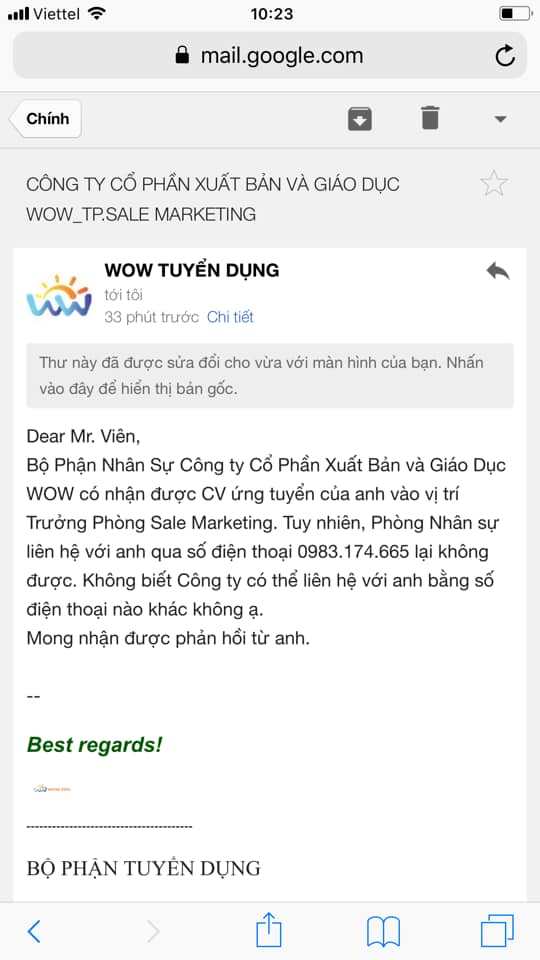 Viettel
10:23
mail.google.com
Chính
CÔNG TY CỔ PHẦN XUẤT BẢN VÀ GIÁO DỤC
WOW_TP.SALE MARKETING
WOW
WOW TUYỂN DỤNG
tới tôi
33 phút trước Chi tiết
Thư này đã được sửa đổi cho vừa với màn hình của bạn. Nhấn
vào đây để hiển thị bản gốc.
Dear Mr. Viên,
Bộ Phận Nhân Sự Công ty Cổ Phần Xuất Bản và Giáo Dục
WOW có nhận được CV ứng tuyển của anh vào vị trí
Trưởng Phòng Sale Marketing. Tuy nhiên, Phòng Nhân sự
liên hệ với anh qua số điện thoại 0983.174.665 lại không
được. Không biết Công ty có thể liên hệ với anh bằng số
điện thoại nào khác không ạ.
Mong nhận được phản hồi từ anh.
--
Best regards!
---------------------------------------
BỘ PHẬN TUYỂN DỤNG